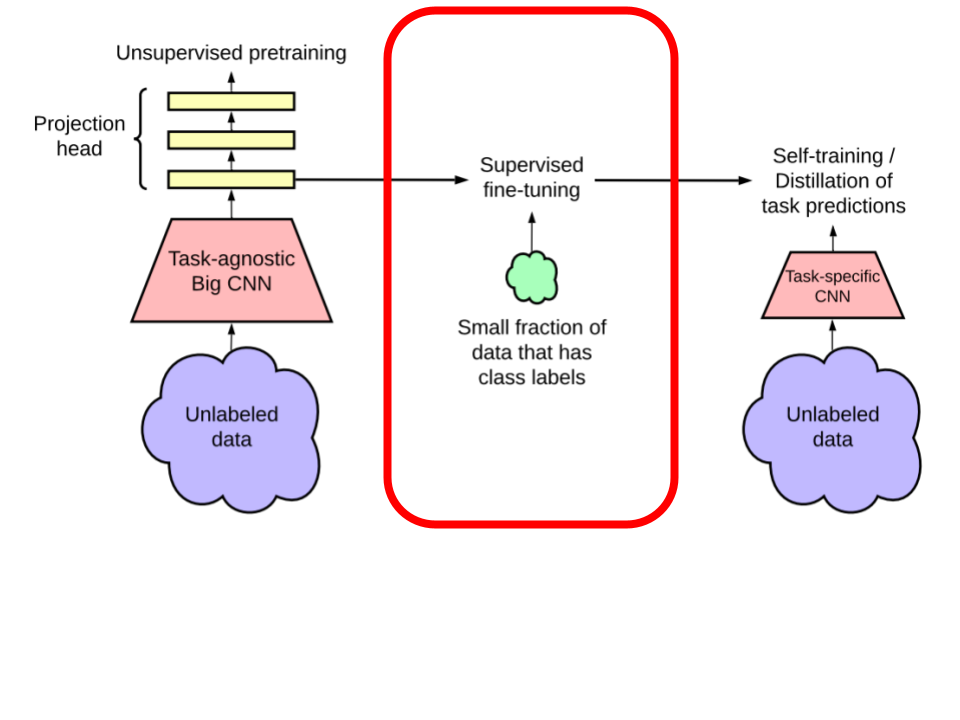 Unsupervised pretraining
Projection
head
Task-agnostic
Big CNN
Unlabeled
data
Supervised
fine-tuning
Small fraction of
data that has
class labels
Self-training /
Distillation of
task predictions
Task-specific
CNN
Unlabeled
data